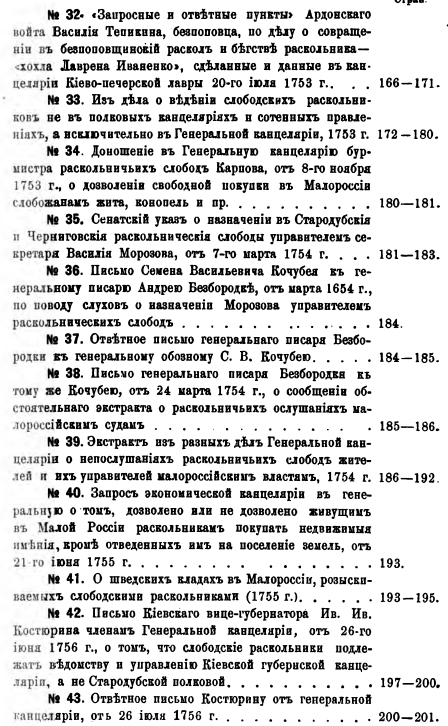 Стран.
№ 32. «Запросные и отвѣтные пункты» Ардонскаго
войта Василія Тепикина, безпоповца, по дѣлу о совраще-
ніи въ безпоповщинокій расколъ и бѣгствѣ раскольника—
«хохла Лаврена Иваненко», сдѣланные и данные въ кан-
целяріи Кіево-печерской лавры 20-го іюля 1753 г. . . 166—171.
№ 33. Изъ дѣла о вѣдѣніи слободскихъ раскольни-
ковъ не въ полковыхъ канцеляріяхъ и сотенныхъ правле-
ніяхъ, а исключительно въ Генеральной канцеляріи, 1753 г. 172—180.
№ 34. Доношеніе въ Генеральную канцелярію бур-
мистра раскольничьихъ слободъ Карпова, отъ 8-го ноября
1753 г., о дозволеніи свободной покупки въ Малороссіи
слобожанамъ жита, конопель и пр. . . . . . . . . . . 180—181.
№ 35. Сенатскій указъ о назначеніи въ Стародубскія
и Черниговскія раскольническія слободы управителемъ се-
кретаря Василія Морозова, отъ 7-го марта 1754 г. . . . 181—183.
№ 36. Письмо Семена Васильевича Кочубея къ ге-
неральному писарю Андрею Безбородкѣ, отъ марта 1654 г.,
по поводу слуховъ о назначеніи Морозова управителемъ
раскольническихъ слободъ . . . . . . . . . . . . 184.
№ 37. Отвѣтное письмо генеральнаго писаря Безбо-
родки къ генеральному обозному С. В. Кочубею. . . . . 184—185.
№ 38. Письмо генеральнаго писаря Безбородки къ
тому же Кочубею, отъ 24 марта 1754 г., о сообщеніи об-
стоятельнаго экстракта о раскольничьихъ ослушаніяхъ ма-
лороссійскимъ судамъ . . . . . . . . . . . . . . 185—186.
№ 39. Экстрактъ изъ разныхъ дѣлъ Генеральной кан-
целяріи о непослушаніяхъ раскольничьихъ слободъ жите-
лей и ихъ управителей малороссійскимъ властямъ, 1754 г. 186—192.
№ 40. Запросъ экономической канцеляріи въ гене-
ральную о томъ, дозволено или не дозволено живущимъ
въ Малой Россіи раскольникамъ покупать недвижимыя
имѣнія, кромѣ отведенныхъ имъ на поселеніе земель, отъ
21-го іюня 1755 г. . . . . . . . . . . . . . . . 193.
№ 41. О шведскихъ кладахъ въ Малороссіи, розыски-
ваемыхъ слободскими раскольниками (1755 г.) . . . . . . 193—195.
№ 42. Письмо Кіевскаго вице-губернатора Ив. Ив.
Костюрина членамъ Генеральной канцеляріи, отъ 26-го
іюня 1756 г., о томъ, что слободскіе раскольники подле-
жатъ вѣдомству и управленію Кіевской губернской канце-
ляріи, а не Стародубской полковой. . . . . . . . . . . 197—200.
№ 43. Отвѣтное письмо Костюрину отъ генеральной
канцеляріи, отъ 26 іюля 1756 г. . . . . . . . . . . . 200—201.